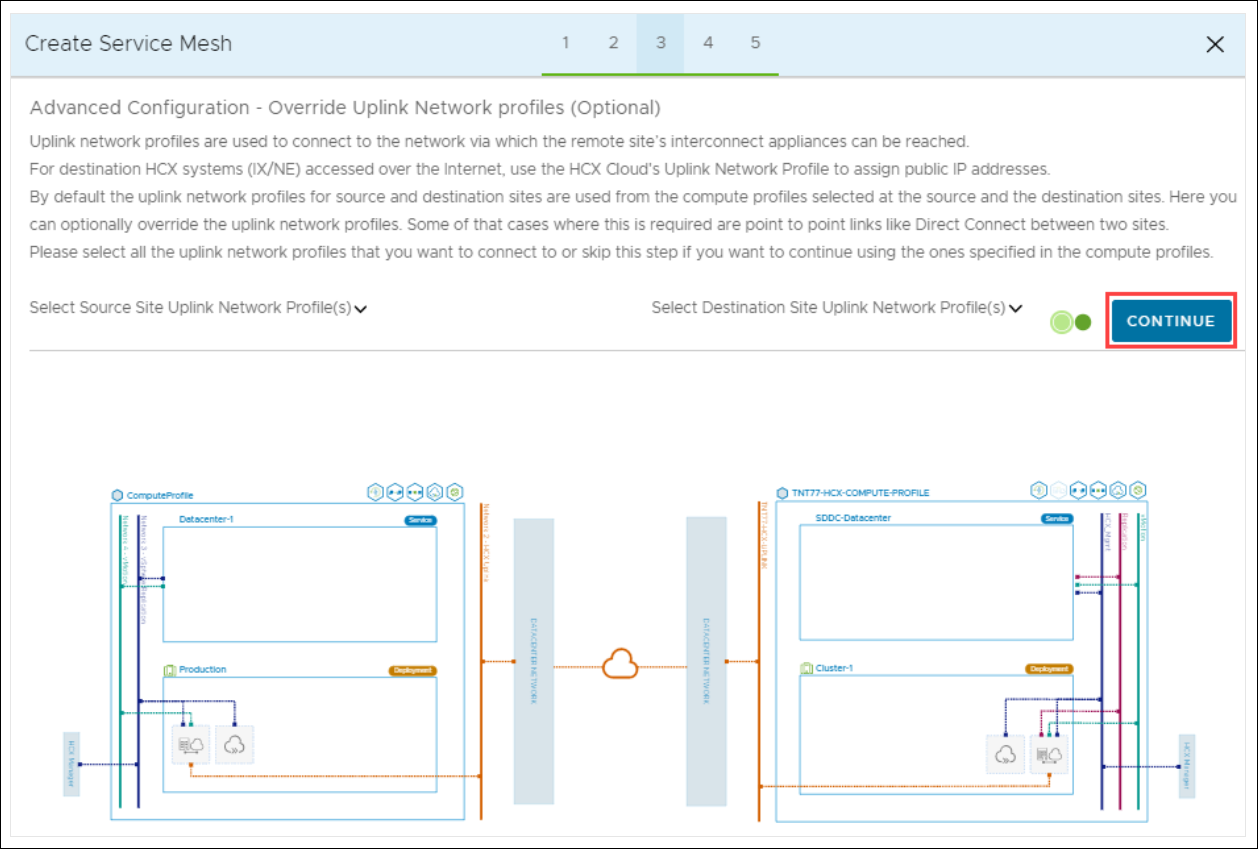 Create Service Mesh
1 2 3 4 5
Advanced Configuration - Override Uplink Network profiles (Optional)
Uplink network profiles are used to connect to the network via which the remote site's interconnect appliances can be reached.
For destination HCX systems (IX/NE) accessed over the Internet, use the HCX Cloud's Uplink Network Profile to assign public IP addresses.
By default the uplink network profiles for source and destination sites are used from the compute profiles selected at the source and the destination sites. Here you
can optionally override the uplink network profiles. Some of that cases where this is required are point to point links like Direct Connect between two sites.
Please select all the uplink network profiles that you want to connect to or skip this step if you want to continue using the ones specified in the compute profiles.
Select Source Site Uplink Network Profile(s)
Select Destination Site Uplink Network Profile(s)
CONTINUE
ComputeProfile
Datacenter-1
Service
Production
Deployment
HCX Manager
DATACENTER NETWORK
DATACENTER NETWORK
TNT77-HCX-COMPUTE-PROFILE
SDDC-Datacenter
Service
HCX_Mgmt
Replication
vMotion
Cluster-1
Deployment
HCX Manager
TNT77-HCX-UPLINK